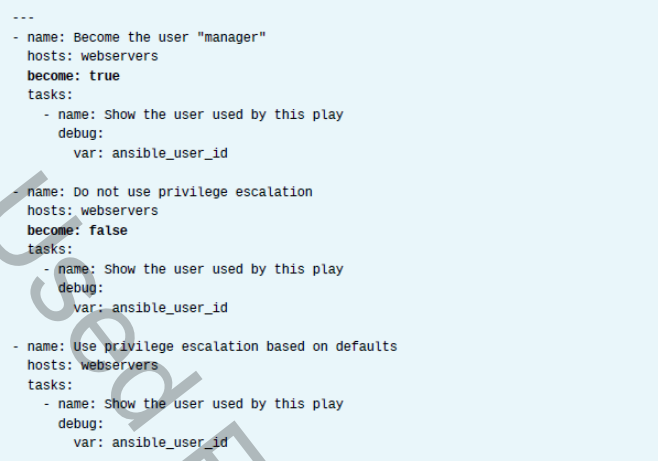 ---
- name: Become the user "manager"
  hosts: webservers
  become: true
  tasks:
    - name: Show the user used by this play
      debug:
        var: ansible_user_id

- name: Do not use privilege escalation
  hosts: webservers
  become: false
  tasks:
    - name: Show the user used by this play
      debug:
        var: ansible_user_id

- name: Use privilege escalation based on defaults
  hosts: webservers
  tasks:
    - name: Show the user used by this play
      debug:
        var: ansible_user_id
Used